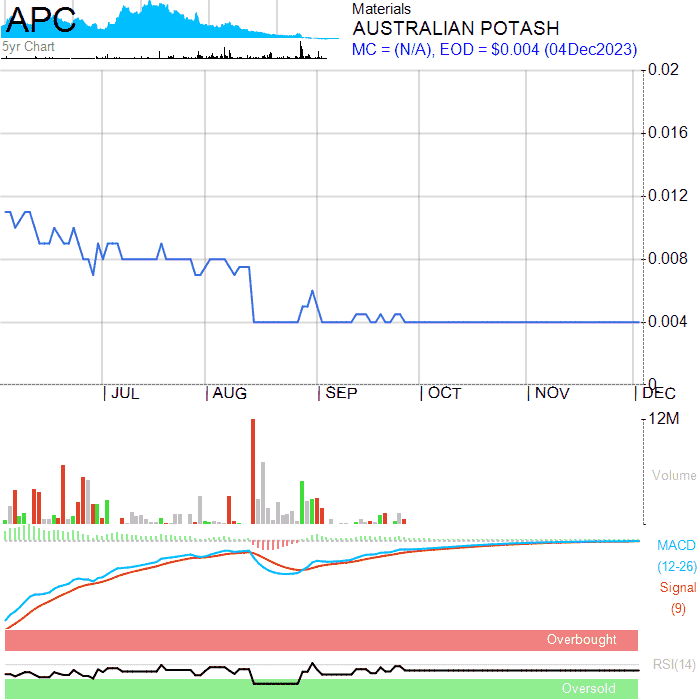 APC
5yr Chart
Materials
AUSTRALIAN POTASH
MC = (N/A), EOD = $0.004 (04Dec2023)
0.02
0.016
0.012
0.008
0.004
0
JUL AUG SEP OCT NOV DEC
12M
Volume
MACD
(12-26)
Signal
(9)
Overbought
RSI(14)
Oversold